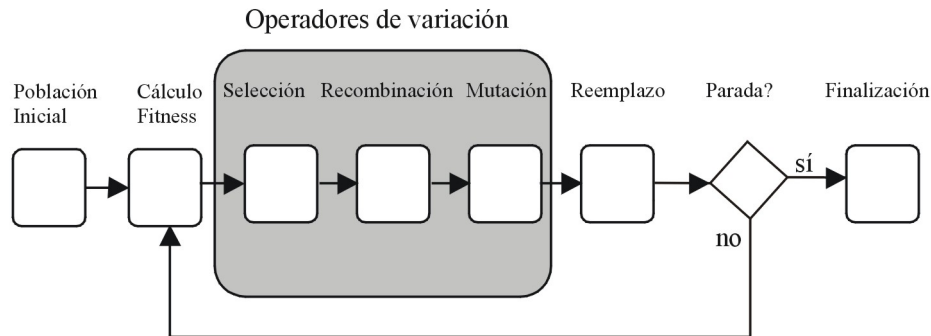 Operadores de variación
Población
Inicial
Cálculo
Fitness
Selección
Recombinación
Mutación
Reemplazo
Parada?
Finalización
sí
no